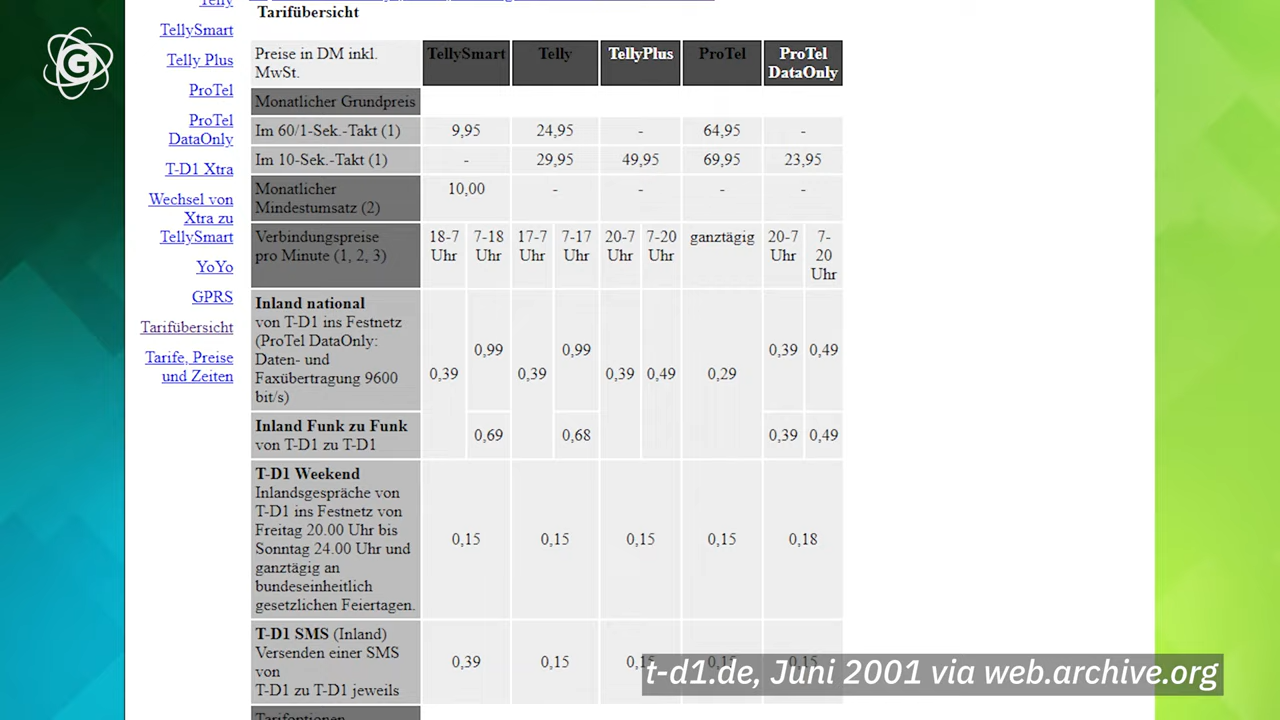 Telly
TellySmart
Telly Plus
ProTel
ProTel
DataOnly
T-D1 Xtra
Wechsel von
Xtra zu
TellySmart
YoYo
GPRS
Tarifübersicht
Tarife, Preise
und Zeiten
Tarifübersicht
Preise in DM inkl.
MwSt.
TellySmart
Telly
TellyPlus
ProTel
ProTel
DataOnly
Monatlicher Grundpreis
Im 60/1-Sek.-Takt (1)
9,95
24,95
-
64,95
-
Im 10-Sek.-Takt (1)
-
29,95
49,95
69,95
23,95
Monatlicher
Mindestumsatz (2)
10,00
-
-
-
-
Verbindungspreise
pro Minute (1, 2, 3)
18-7
Uhr
7-18
Uhr
17-7
Uhr
7-17
Uhr
20-7
Uhr
7-20
Uhr
ganztägig
20-7
Uhr
7-
20
Uhr
Inland national
von T-D1 ins Festnetz
(ProTel DataOnly:
Daten- und
Faxübertragung 9600
bit/s)
0,39
0,99
0,39
0,99
0,39
0,49
0,29
0,39
0,49
Inland Funk zu Funk
von T-D1 zu T-D1
0,69
0,68
0,39
0,49
T-D1 Weekend
Inlandsgespräche von
T-D1 ins Festnetz von
Freitag 20.00 Uhr bis
Sonntag 24.00 Uhr und
ganztägig an
bundeseinheitlich
gesetzlichen Feiertagen.
0,15
0,15
0,15
0,15
0,18
T-D1 SMS (Inland)
Versenden einer SMS
von
T-D1 zu T-D1 jeweils
0,39
0,15
0,15
0,15
0,15
Tarifoptionen
t-d1.de, Juni 2001 via web.archive.org
G